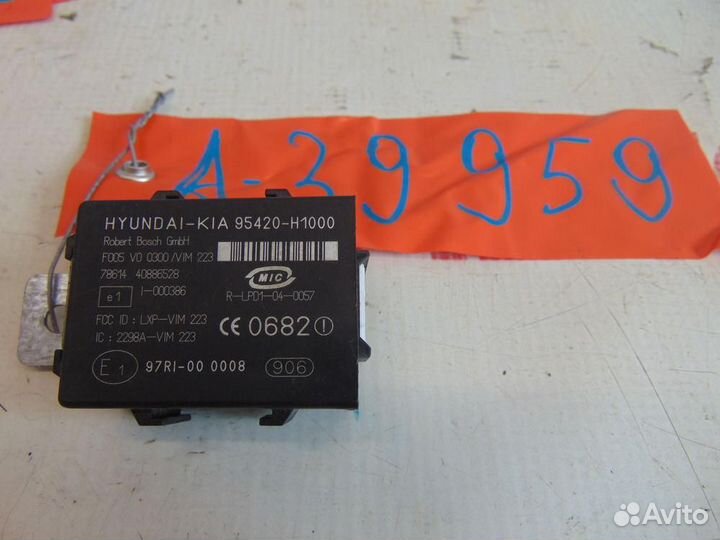 A-39959
HYUNDAI-KIA 95420-H1000
Robert Bosch GmbH
F005 V0 0300/VIM 223
78614 40886528
MIC
e1 I-000386
R-LPD1-04-0057
FCC ID : LXP-VIM 223
IC : 2298A-VIM 223
CE 0682
E1 97RI-00 0008 906
Avito